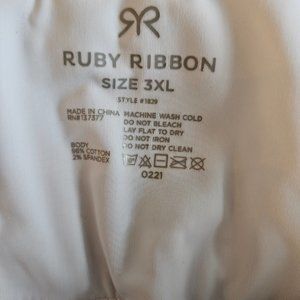 RR
RUBY RIBBON
SIZE 3XL
STYLE #1829
MADE IN CHINA
RN#137377
MACHINE WASH COLD
DO NOT BLEACH
LAY FLAT TO DRY
DO NOT IRON
DO NOT DRY CLEAN
BODY
98% COTTON
2% SPANDEX
0221